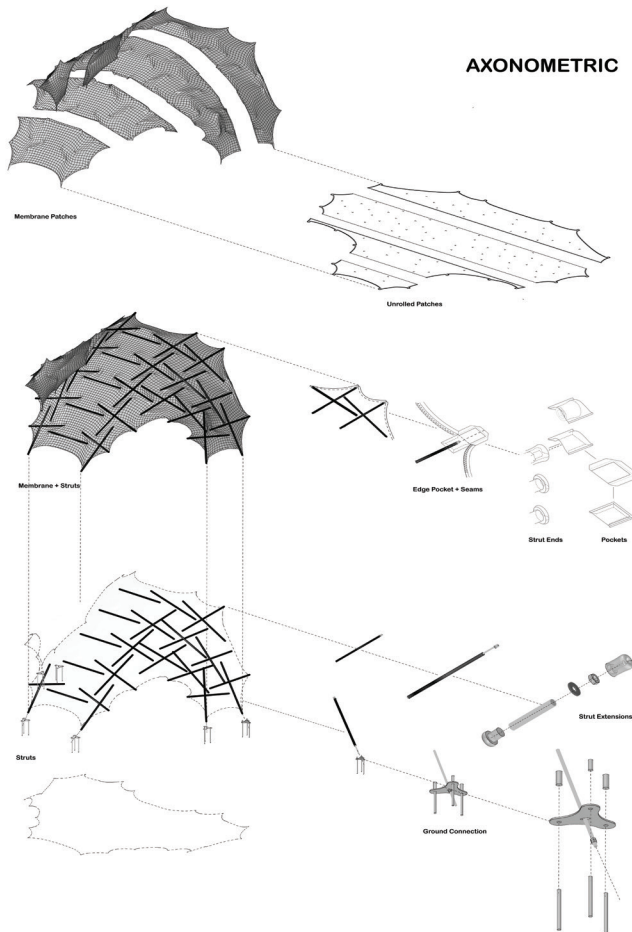 AXONOMETRIC
Membrane Patches
Unrolled Patches
Membrane + Struts
Edge Pocket + Seams
Strut Ends
Pockets
Strut Extensions
Struts
Ground Connection